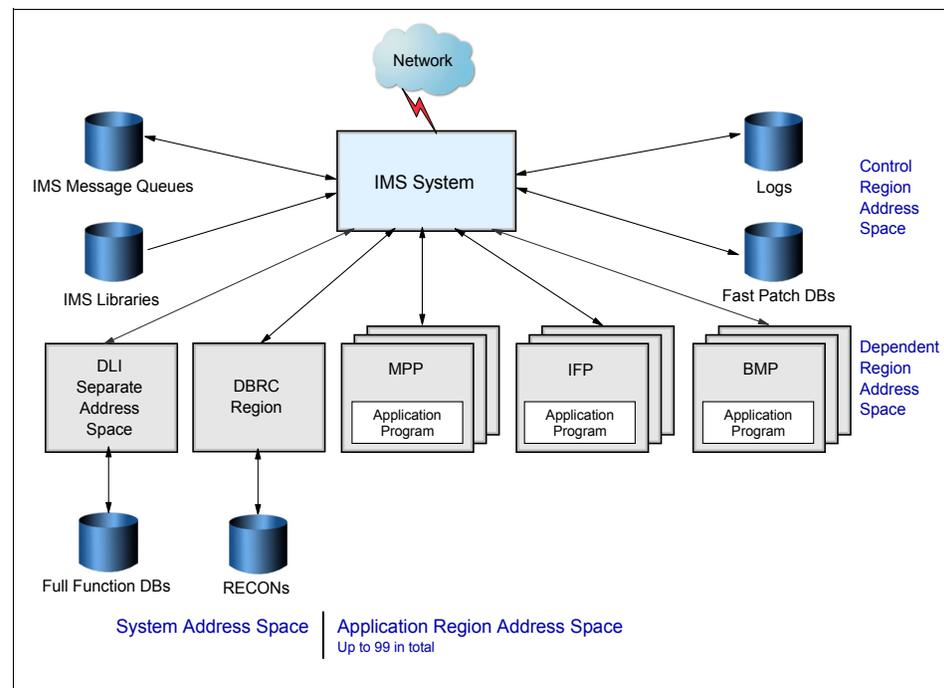 Network
IMS System
IMS Message Queues
IMS Libraries
Logs
Fast Patch DBs
Control
Region
Address
Space
DLI
Separate
Address
Space
DBRC
Region
MPP
Application
Program
IFP
Application
Program
BMP
Application
Program
Dependent
Region
Address
Space
Full Function DBs
RECONs
System Address Space
Application Region Address Space
Up to 99 in total